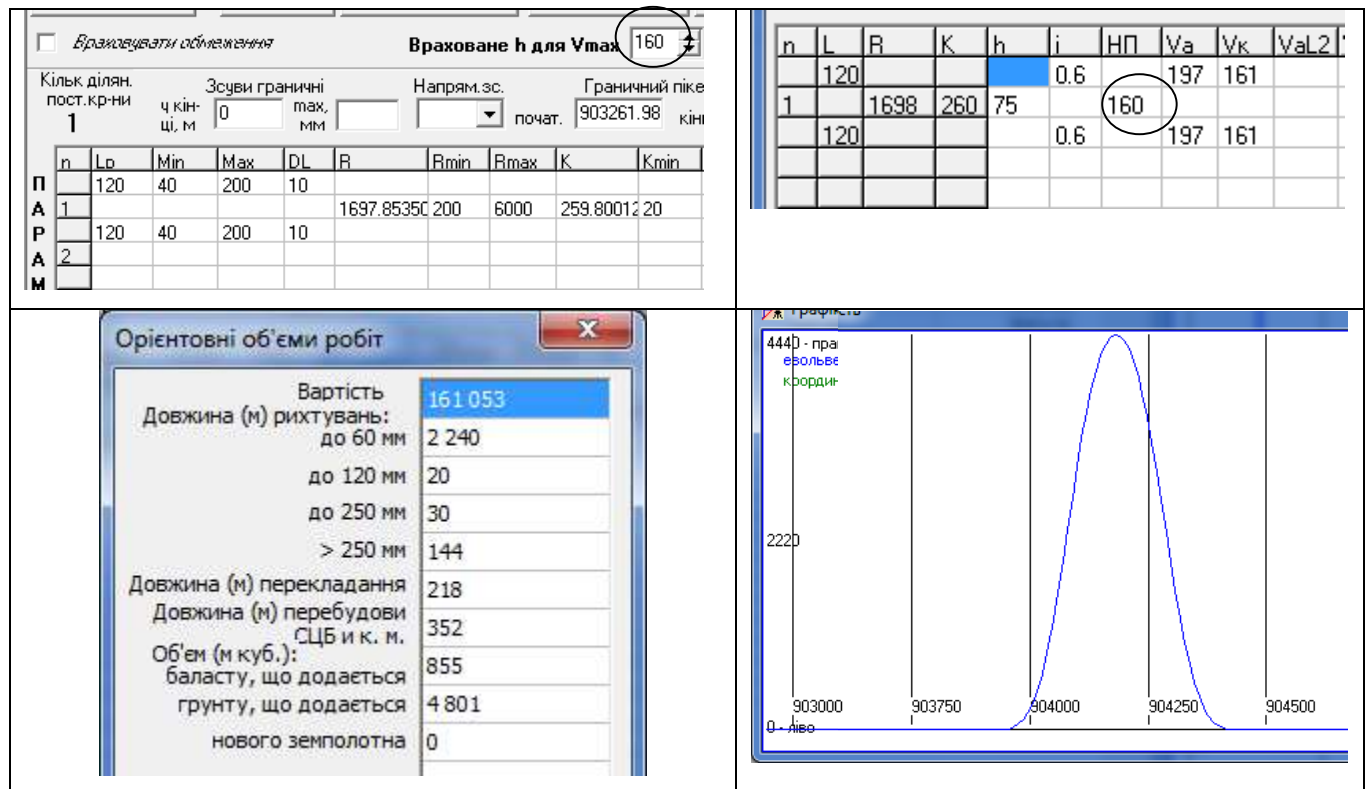 Враховувати обмеження Враховане h для Vmax 160
Кільк ділян. пост.кр-ни
1
Зсуви граничні
ч кін-ці, м 0 max, мм
Напрям.зс.
Граничний піке
почат. 903261.98 кін
n Lp Min Max DL R Rmin Rmax K Kmin
П 120 40 200 10
А 1 1697.8535 200 6000 259.8001 20
Р 120 40 200 10
А 2
М
n L R K h i НП Va Vк VaL2
120 0.6 197 161
1 1698 260 75 160
120 0.6 197 161
Орієнтовні об'єми робіт
Вартість 161 053
Довжина (м) рихтувань:
до 60 мм 2 240
до 120 мм 20
до 250 мм 30
> 250 мм 144
Довжина (м) перекладання 218
Довжина (м) перебудови
СЦБ и к. м. 352
Об'єм (м куб.):
баласту, що додається 855
грунту, що додається 4 801
нового земполотна 0
4440 - пра
евольве
координ
2220
903000 903750 904000 904250 904500
0 - ліво